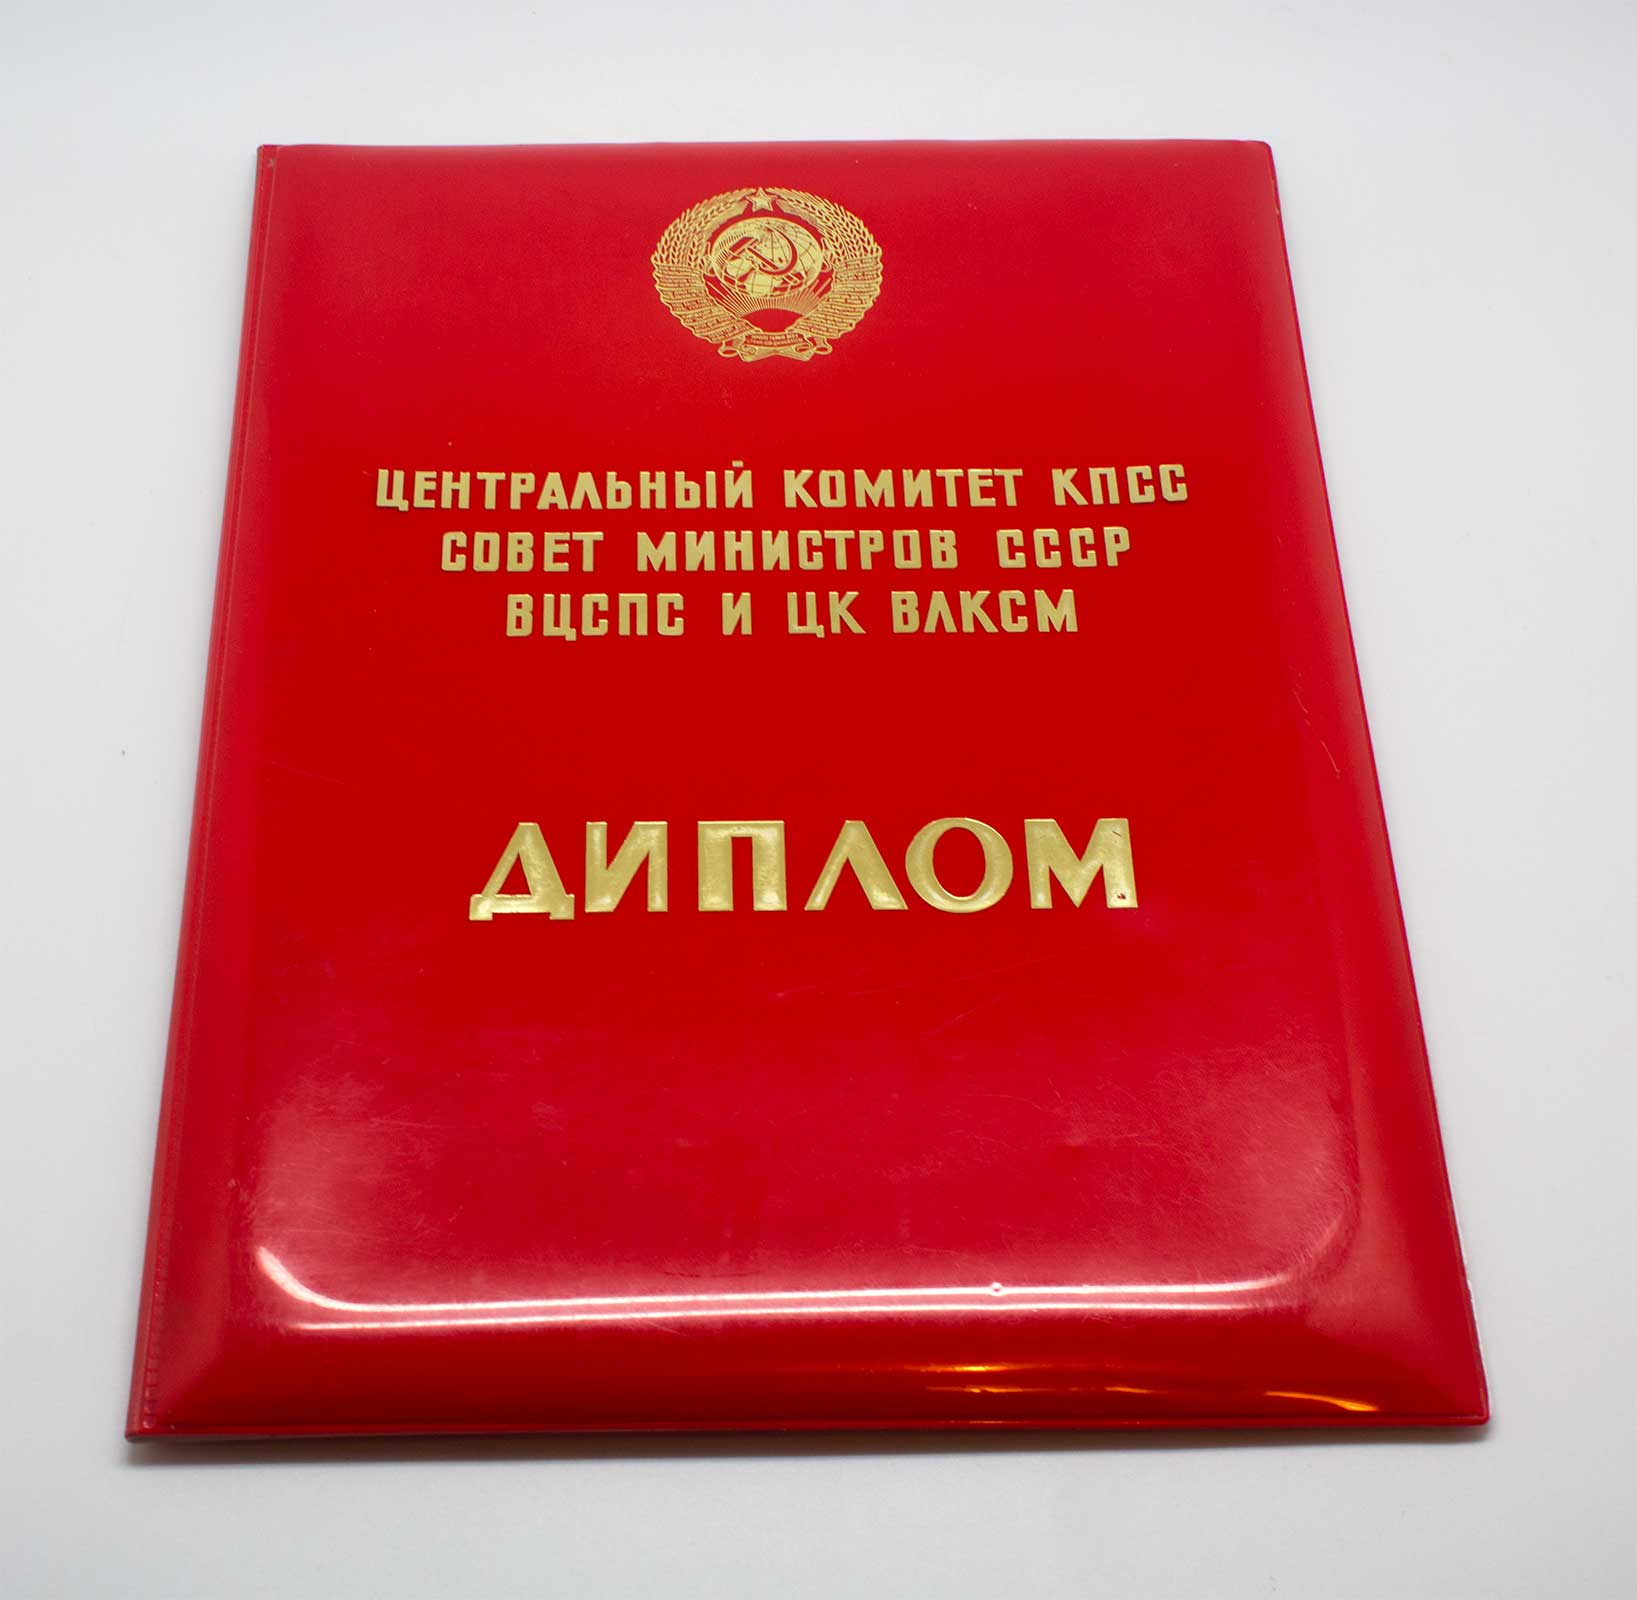 ЦЕНТРАЛЬНЫЙ КОМИТЕТ КПСС
СОВЕТ МИНИСТРОВ СССР
ВЦСПС И ЦК ВЛКСМ
ДИПЛОМ